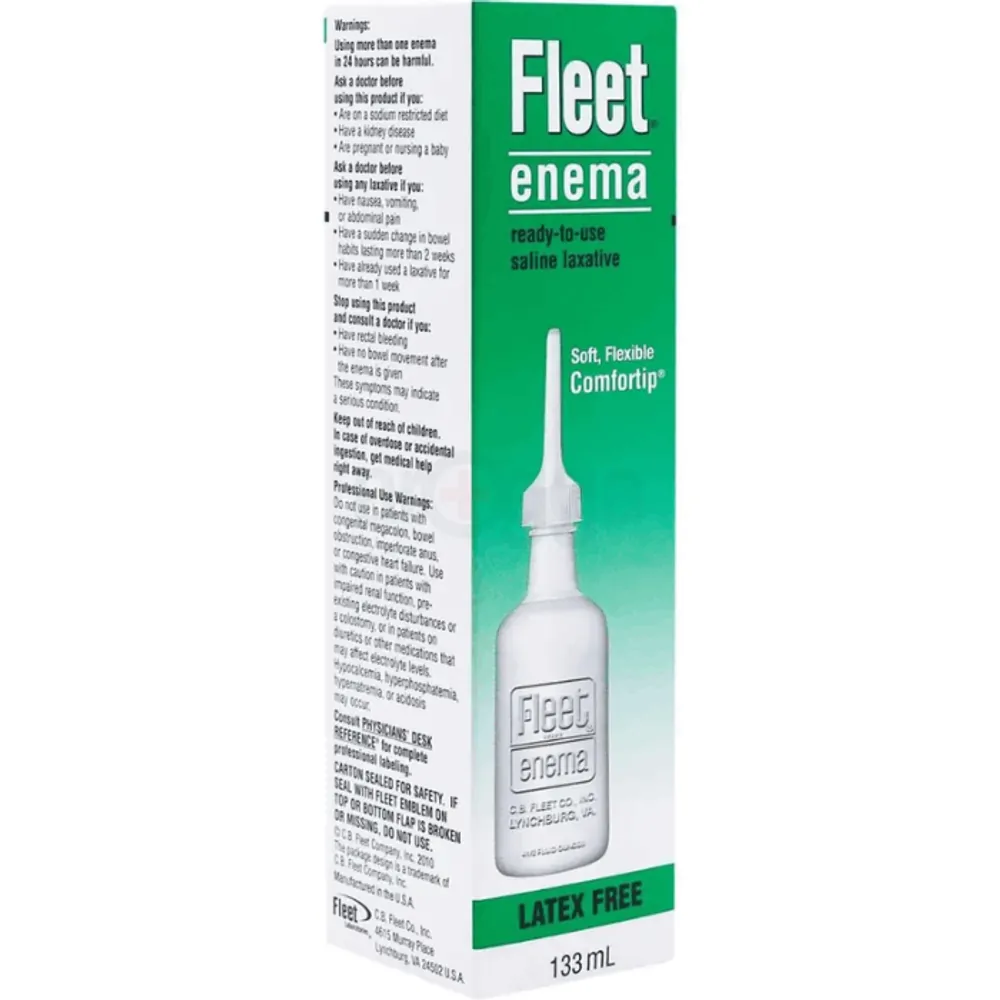 Warnings:
Using more than one enema
in 24 hours can be harmful.
Ask a doctor before
using this product if you:
• Are on a sodium restricted diet
• Have a kidney disease
• Are pregnant or nursing a baby
Ask a doctor before
using any laxative if you:
• Have nausea, vomiting,
or abdominal pain
• Have a sudden change in bowel
habits lasting more than 2 weeks
• Have already used a laxative for
more than 1 week
Stop using this product
and consult a doctor if you:
• Have rectal bleeding
• Have no bowel movement after
the enema is given
These symptoms may indicate
a serious condition.
Keep out of reach of children.
In case of overdose or accidental
ingestion, get medical help
right away.
Professional Use Warnings:
Do not use in patients with
congenital megacolon, bowel
obstruction, imperforate anus,
or congestive heart failure. Use
with caution in patients with
impaired renal function, pre-
existing electrolyte disturbances or
a colostomy, or in patients on
diuretics or other medications that
may affect electrolyte levels.
Hypocalcemia, hyperphosphatemia,
hypernatremia, or acidosis
may occur.
Consult PHYSICIANS' DESK
REFERENCE® for complete
professional labeling.
CARTON SEALED FOR SAFETY. IF
SEAL WITH FLEET EMBLEM ON
TOP OR BOTTOM FLAP IS BROKEN
OR MISSING, DO NOT USE.
© C.B. Fleet Company, Inc. 2010
The package design is a trademark of
C.B. Fleet Company, Inc.
Manufactured in the U.S.A.
Fleet
Laboratories
C.B. Fleet Co., Inc.
4615 Murray Place
Lynchburg, VA 24502 U.S.A.
Fleet®
enema
ready-to-use
saline laxative
Soft, Flexible
Comfortip®
Fleet
enema
C.B. FLEET CO., INC.
LYNCHBURG, VA.
4 1/2 FLUID OUNCES
LATEX FREE
133 mL